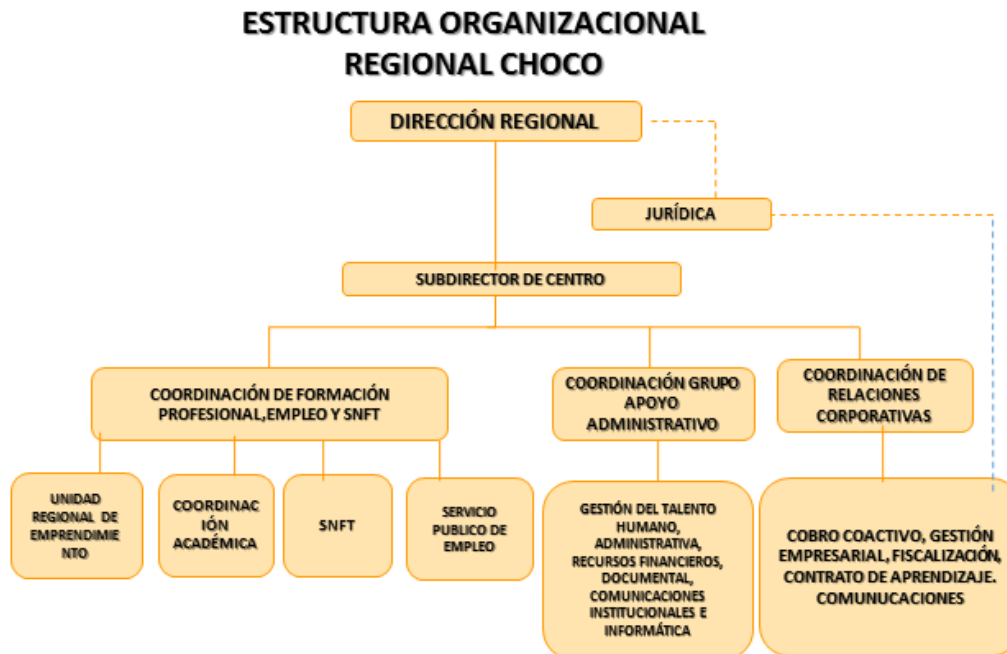 ESTRUCTURA ORGANIZACIONAL
REGIONAL CHOCO
DIRECCIÓN REGIONAL
JURÍDICA
SUBDIRECTOR DE CENTRO
COORDINACIÓN DE FORMACIÓN
PROFESIONAL,EMPLEO Y SNFT
COORDINACIÓN GRUPO
APOYO
ADMINISTRATIVO
COORDINACIÓN DE
RELACIONES
CORPORATIVAS
UNIDAD
REGIONAL DE
EMPRENDIMIE
NTO
COORDINAC
IÓN
ACADÉMICA
SNFT
SERVICIO
PUBLICO DE
EMPLEO
GESTIÓN DEL TALENTO
HUMANO,
ADMINISTRATIVA,
RECURSOS FINANCIEROS,
DOCUMENTAL,
COMUNICACIONES
INSTITUCIONALES E
INFORMÁTICA
COBRO COACTIVO, GESTIÓN
EMPRESARIAL, FISCALIZACIÓN,
CONTRATO DE APRENDIZAJE.
COMUNUCACIONES